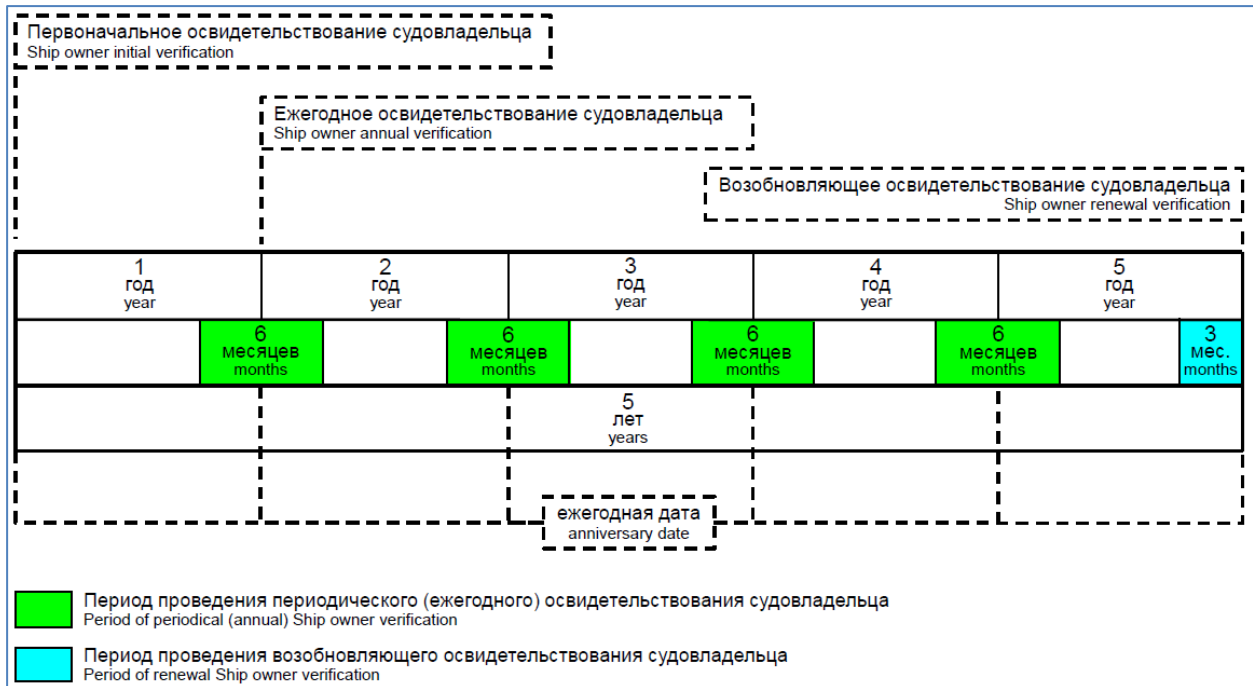 Первоначальное освидетельствование судовладельца
Ship owner initial verification
Ежегодное освидетельствование судовладельца
Ship owner annual verification
Возобновляющее освидетельствование судовладельца
Ship owner renewal verification
1
год
year
2
год
year
3
год
year
4
год
year
5
год
year
6
месяцев
months
6
месяцев
months
6
месяцев
months
6
месяцев
months
3
мес.
months
5
лет
years
ежегодная дата
anniversary date
Период проведения периодического (ежегодного) освидетельствования судовладельца
Period of periodical (annual) Ship owner verification
Период проведения возобновляющего освидетельствования судовладельца
Period of renewal Ship owner verification